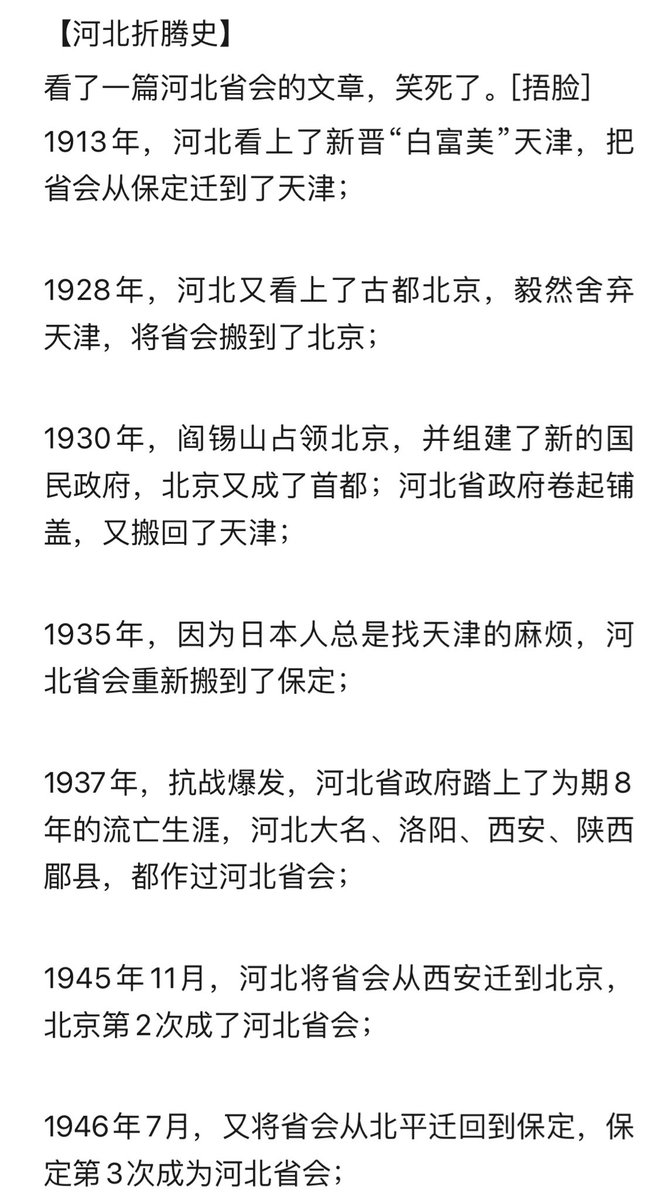 【河北折腾史】
看了一篇河北省会的文章，笑死了。[捂脸]
1913年，河北看上了新晋“白富美”天津，把
省会从保定迁到了天津；
1928年，河北又看上了古都北京，毅然舍弃
天津，将省会搬到了北京；
1930年，阎锡山占领北京，并组建了新的国
民政府，北京又成了首都；河北省政府卷起铺
盖，又搬回了天津；
1935年，因为日本人总是找天津的麻烦，河
北省会重新搬到了保定；
1937年，抗战爆发，河北省政府踏上了为期8
年的流亡生涯，河北大名、洛阳、西安、陕西
郿县，都作过河北省会；
1945年11月，河北将省会从西安迁到北京，
北京第2次成了河北省会；
1946年7月，又将省会从北平迁回到保定，保
定第3次成为河北省会；